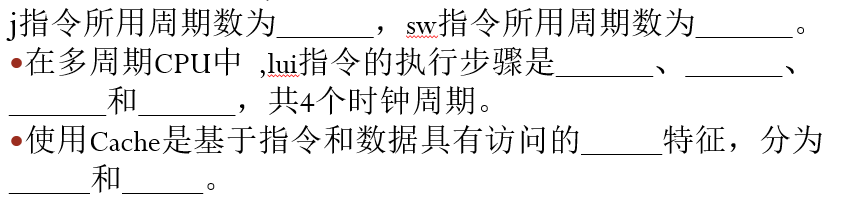 j指令所用周期数为______，sw指令所用周期数为______。
•在多周期CPU中 ,lui指令的执行步骤是______、______、
______和______，共4个时钟周期。
•使用Cache是基于指令和数据具有访问的_____特征，分为
_____和_____。